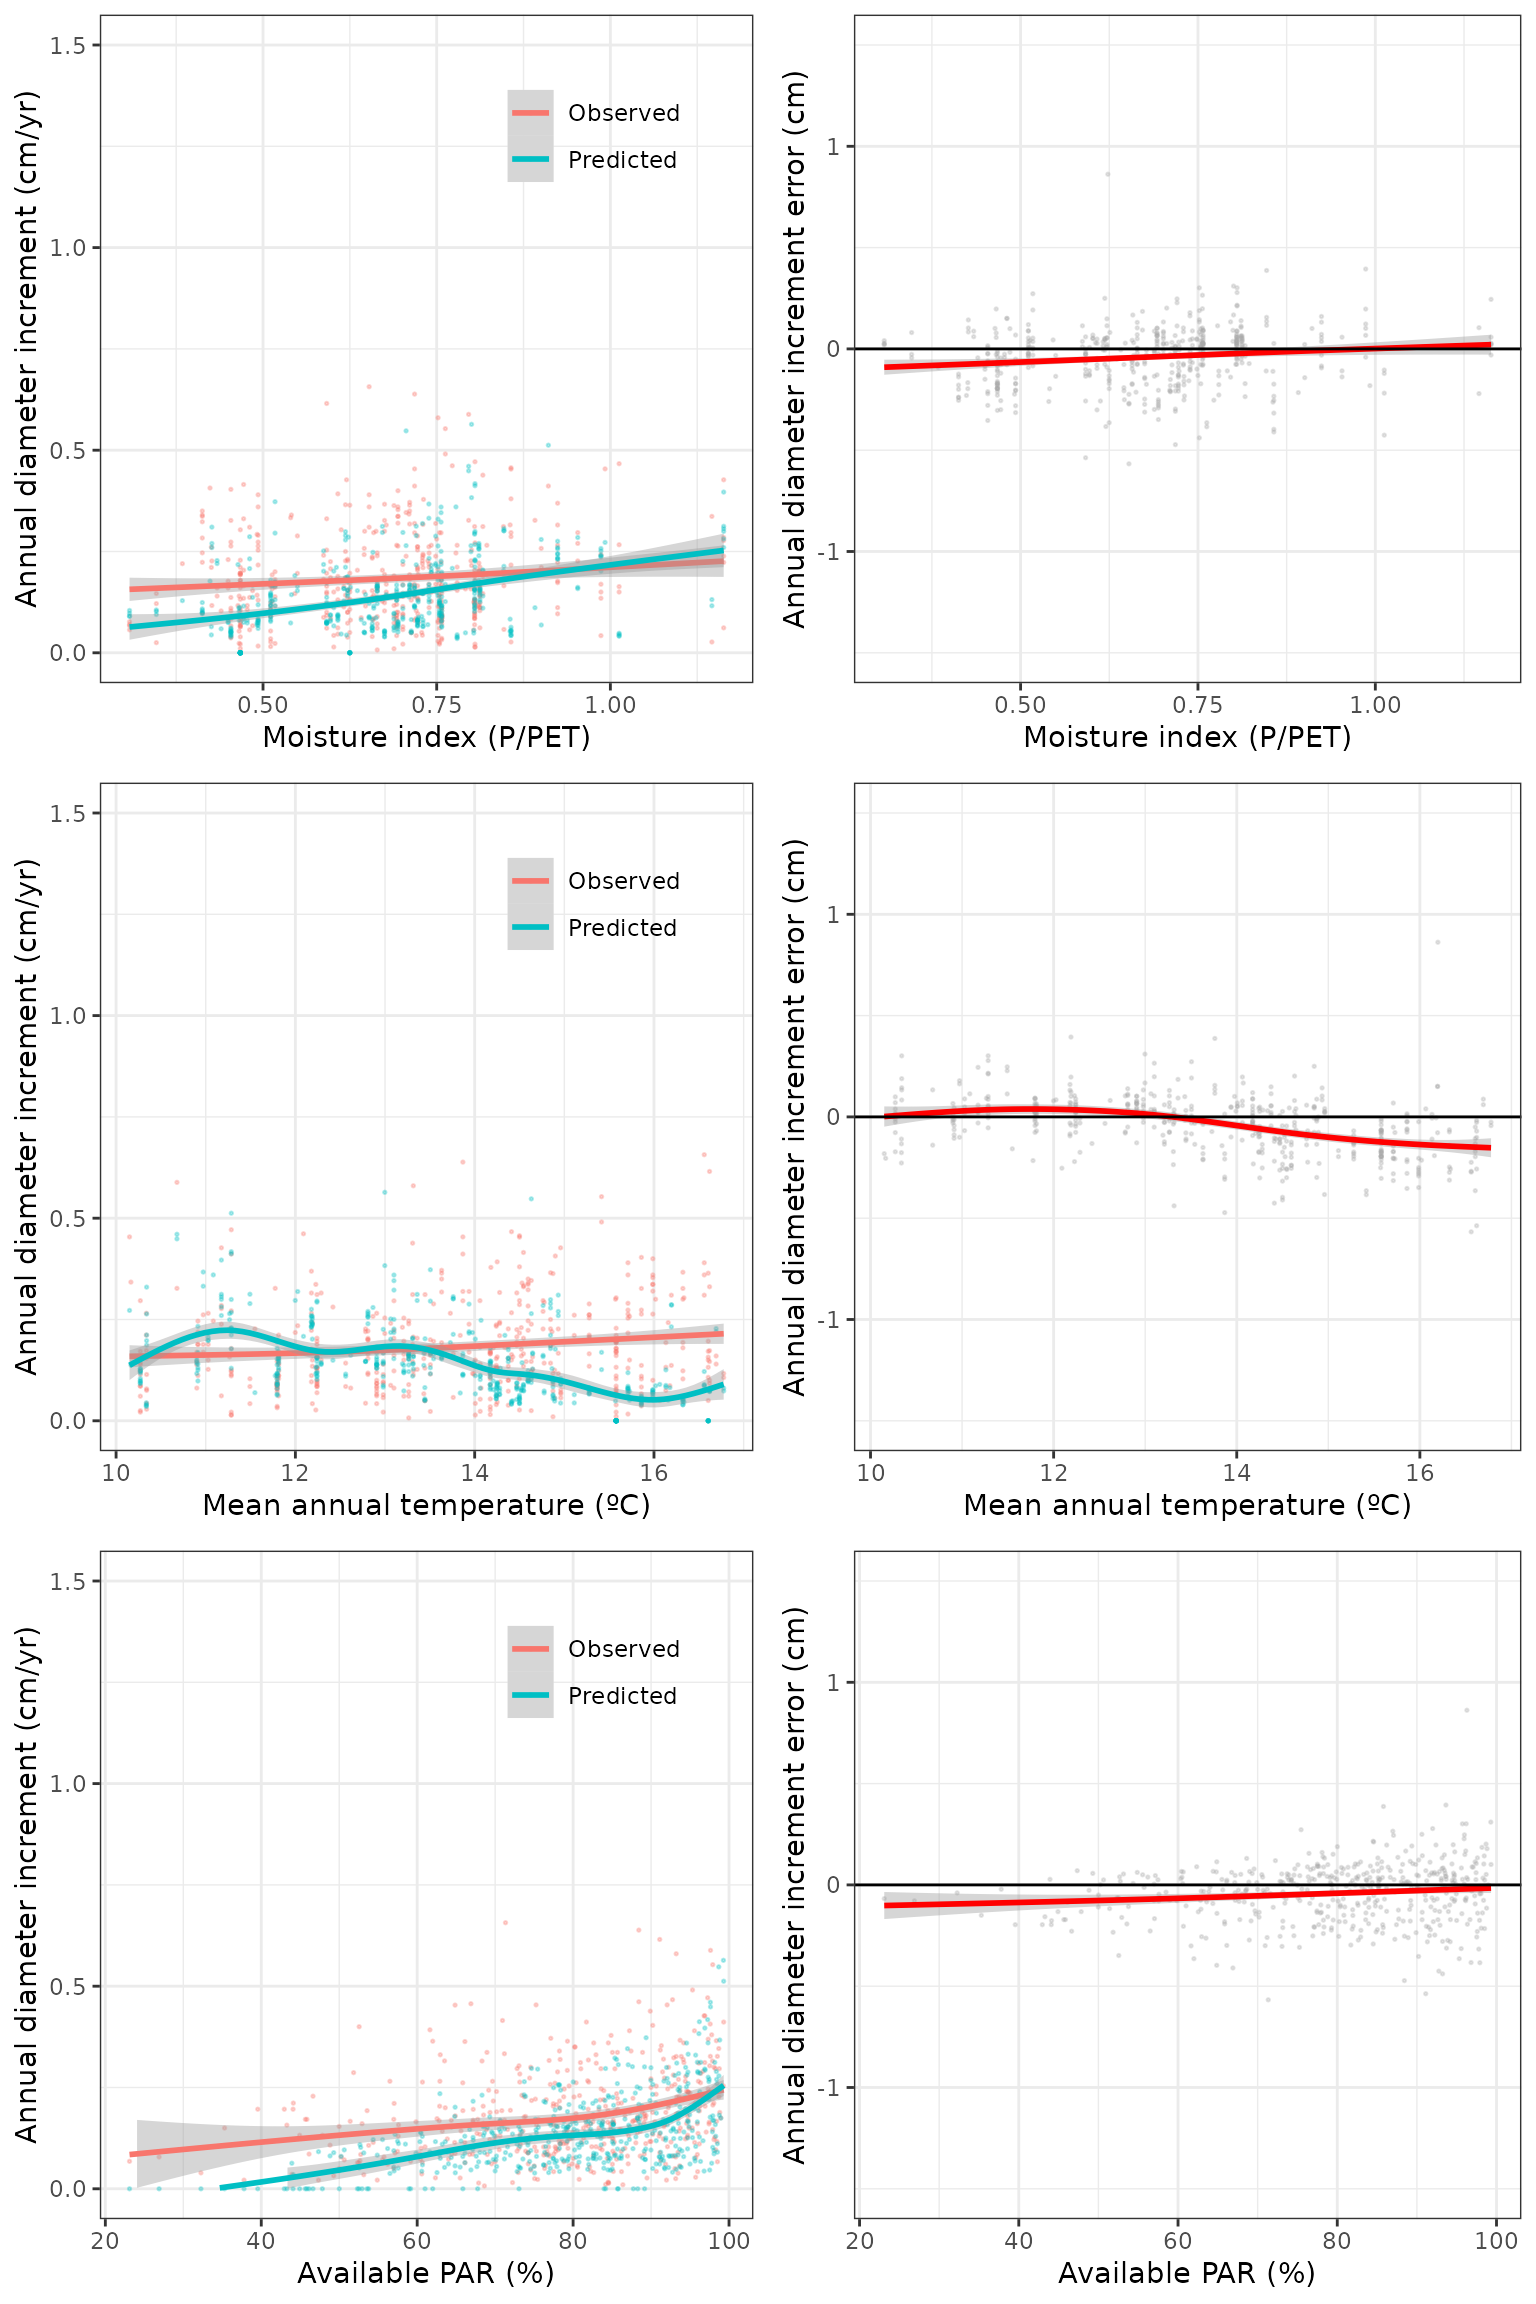 Annual diameter increment (cm/yr)
1.5
1.0
0.5
0.0
Observed
Predicted
0.50 0.75 1.00
Moisture index (P/PET)
Annual diameter increment error (cm)
1
0
-1
0.50 0.75 1.00
Moisture index (P/PET)
Annual diameter increment (cm/yr)
1.5
1.0
0.5
0.0
Observed
Predicted
10 12 14 16
Mean annual temperature (ºC)
Annual diameter increment error (cm)
1
0
-1
10 12 14 16
Mean annual temperature (ºC)
Annual diameter increment (cm/yr)
1.5
1.0
0.5
0.0
Observed
Predicted
20 40 60 80 100
Available PAR (%)
Annual diameter increment error (cm)
1
0
-1
20 40 60 80 100
Available PAR (%)